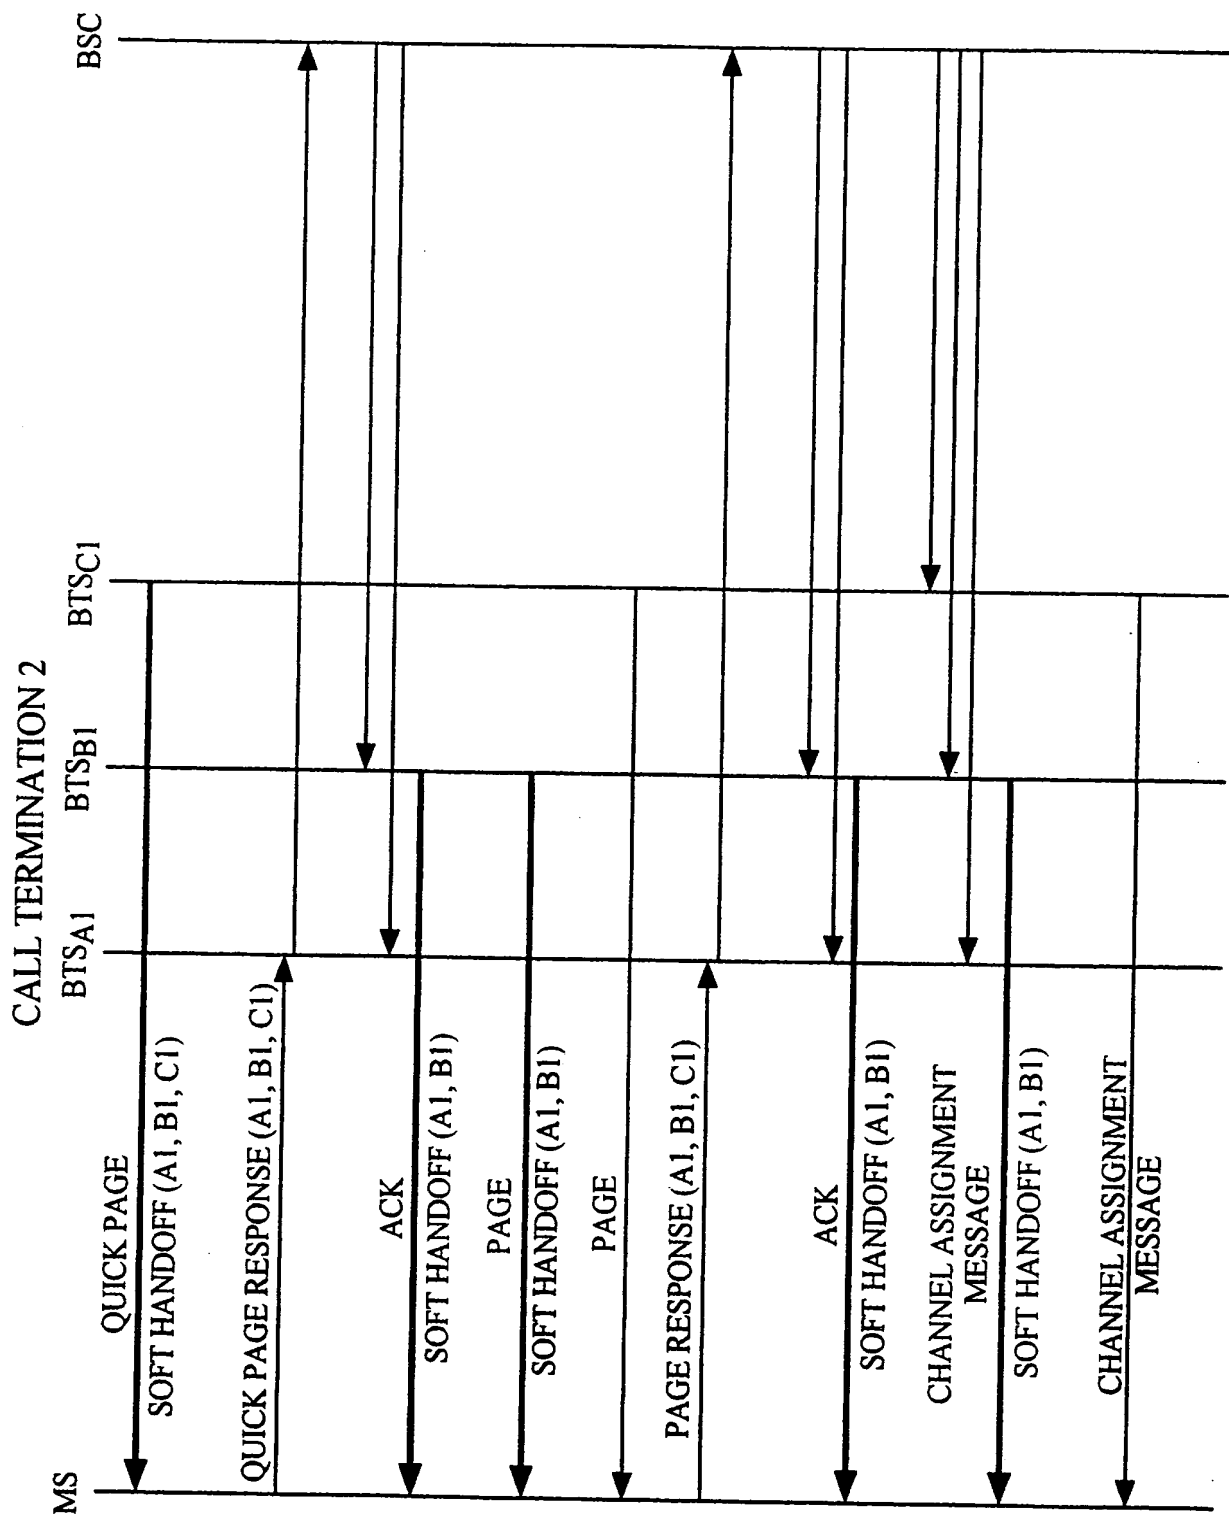 CALL TERMINATION 2
MS
BTSA1
BTSB1
BTSC1
BSC
QUICK PAGE
SOFT HANDOFF (A1, B1, C1)
QUICK PAGE RESPONSE (A1, B1, C1)
ACK
SOFT HANDOFF (A1, B1)
PAGE
SOFT HANDOFF (A1, B1)
PAGE
PAGE RESPONSE (A1, B1, C1)
ACK
SOFT HANDOFF (A1, B1)
CHANNEL ASSIGNMENT
MESSAGE
SOFT HANDOFF (A1, B1)
CHANNEL ASSIGNMENT
MESSAGE